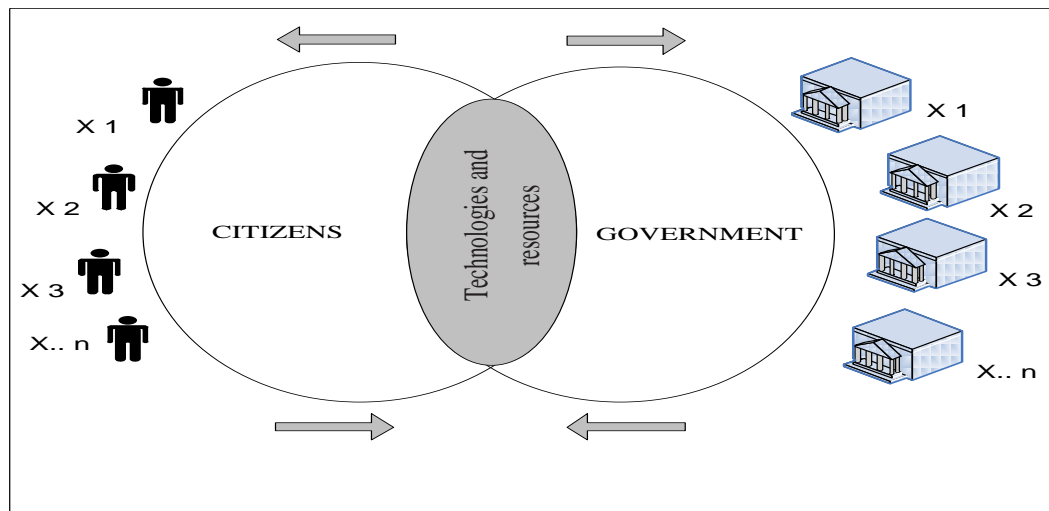 X 1
X 2
X 3
X.. n
CITIZENS
Technologies and
resources
GOVERNMENT
X 1
X 2
X 3
X.. n